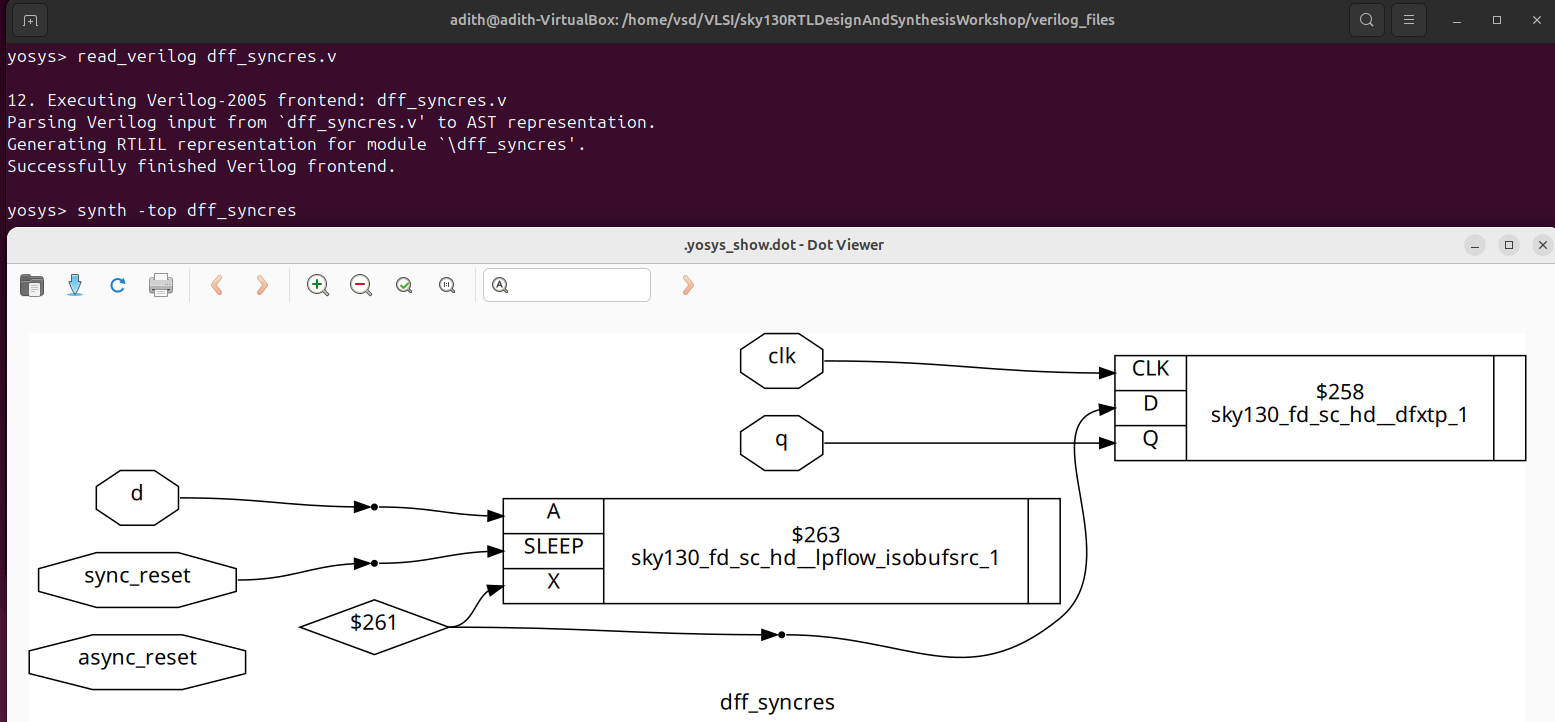 adith@adith-VirtualBox: /home/vsd/VLSI/sky130RTLDesignAndSynthesisWorkshop/verilog_files
yosys> read_verilog dff_syncres.v
12. Executing Verilog-2005 frontend: dff_syncres.v
Parsing Verilog input from `dff_syncres.v' to AST representation.
Generating RTLIL representation for module `\dff_syncres'.
Successfully finished Verilog frontend.
yosys> synth -top dff_syncres
.yosys_show.dot - Dot Viewer
clk
q
CLK
D
Q
$258
sky130_fd_sc_hd__dfxtp_1
d
sync_reset
async_reset
$261
A
SLEEP
X
$263
sky130_fd_sc_hd__lpflow_isobufsrc_1
dff_syncres